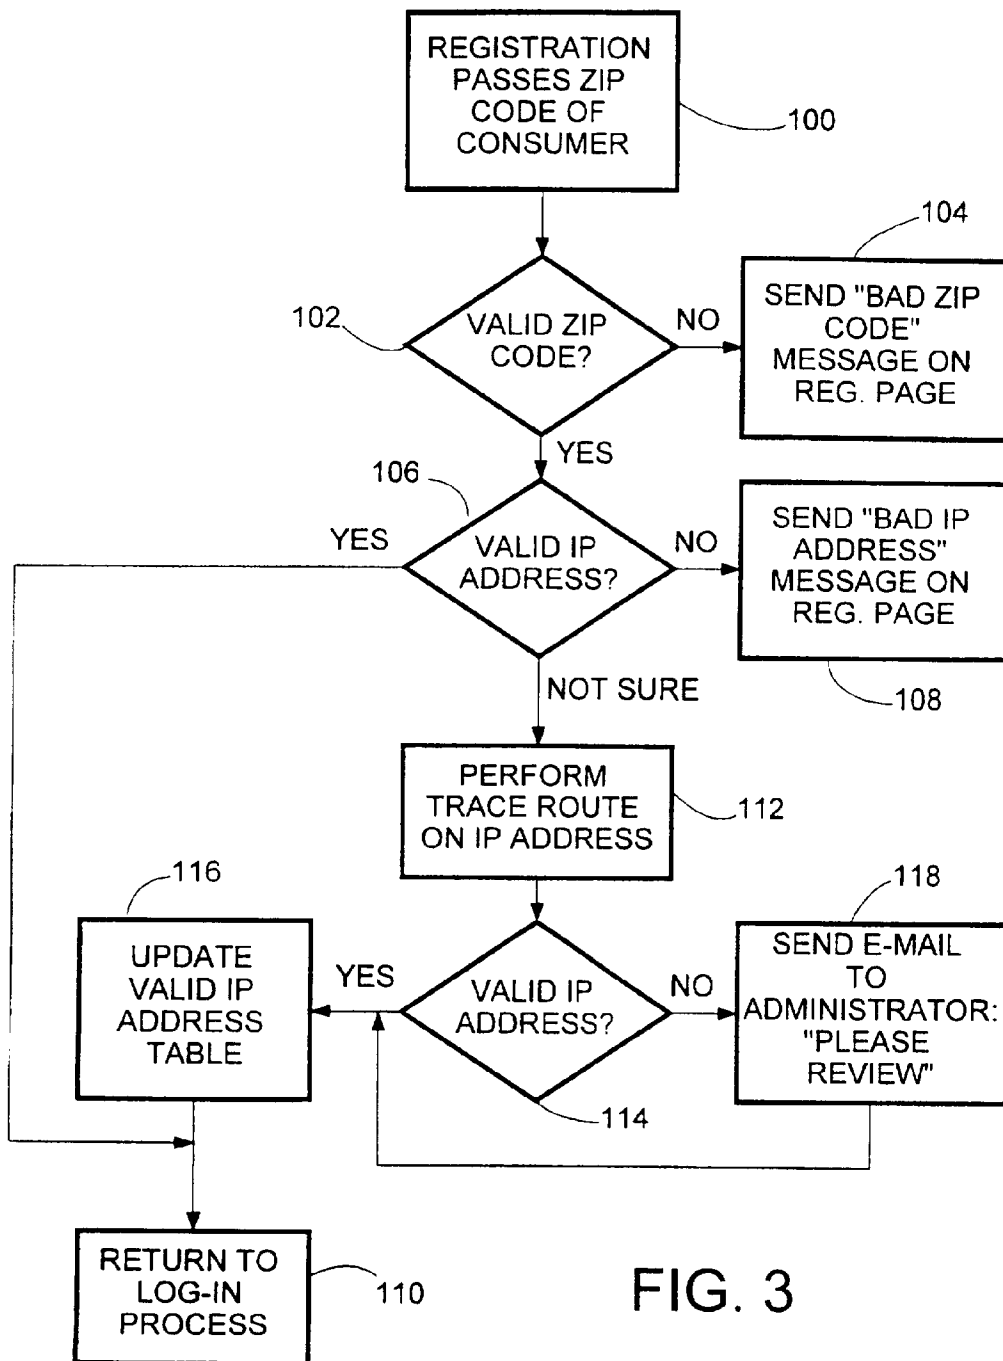 REGISTRATION
PASSES ZIP
CODE OF
CONSUMER
100
104
102
VALID ZIP
CODE?
NO
SEND "BAD ZIP
CODE"
MESSAGE ON
REG. PAGE
YES
106
YES
VALID IP
ADDRESS?
NO
SEND "BAD IP
ADDRESS"
MESSAGE ON
REG. PAGE
108
NOT SURE
PERFORM
TRACE ROUTE
ON IP ADDRESS
112
116
118
UPDATE
VALID IP
ADDRESS
TABLE
YES
VALID IP
ADDRESS?
NO
SEND E-MAIL
TO
ADMINISTRATOR:
"PLEASE
REVIEW"
114
RETURN TO
LOG-IN
PROCESS
110
FIG. 3